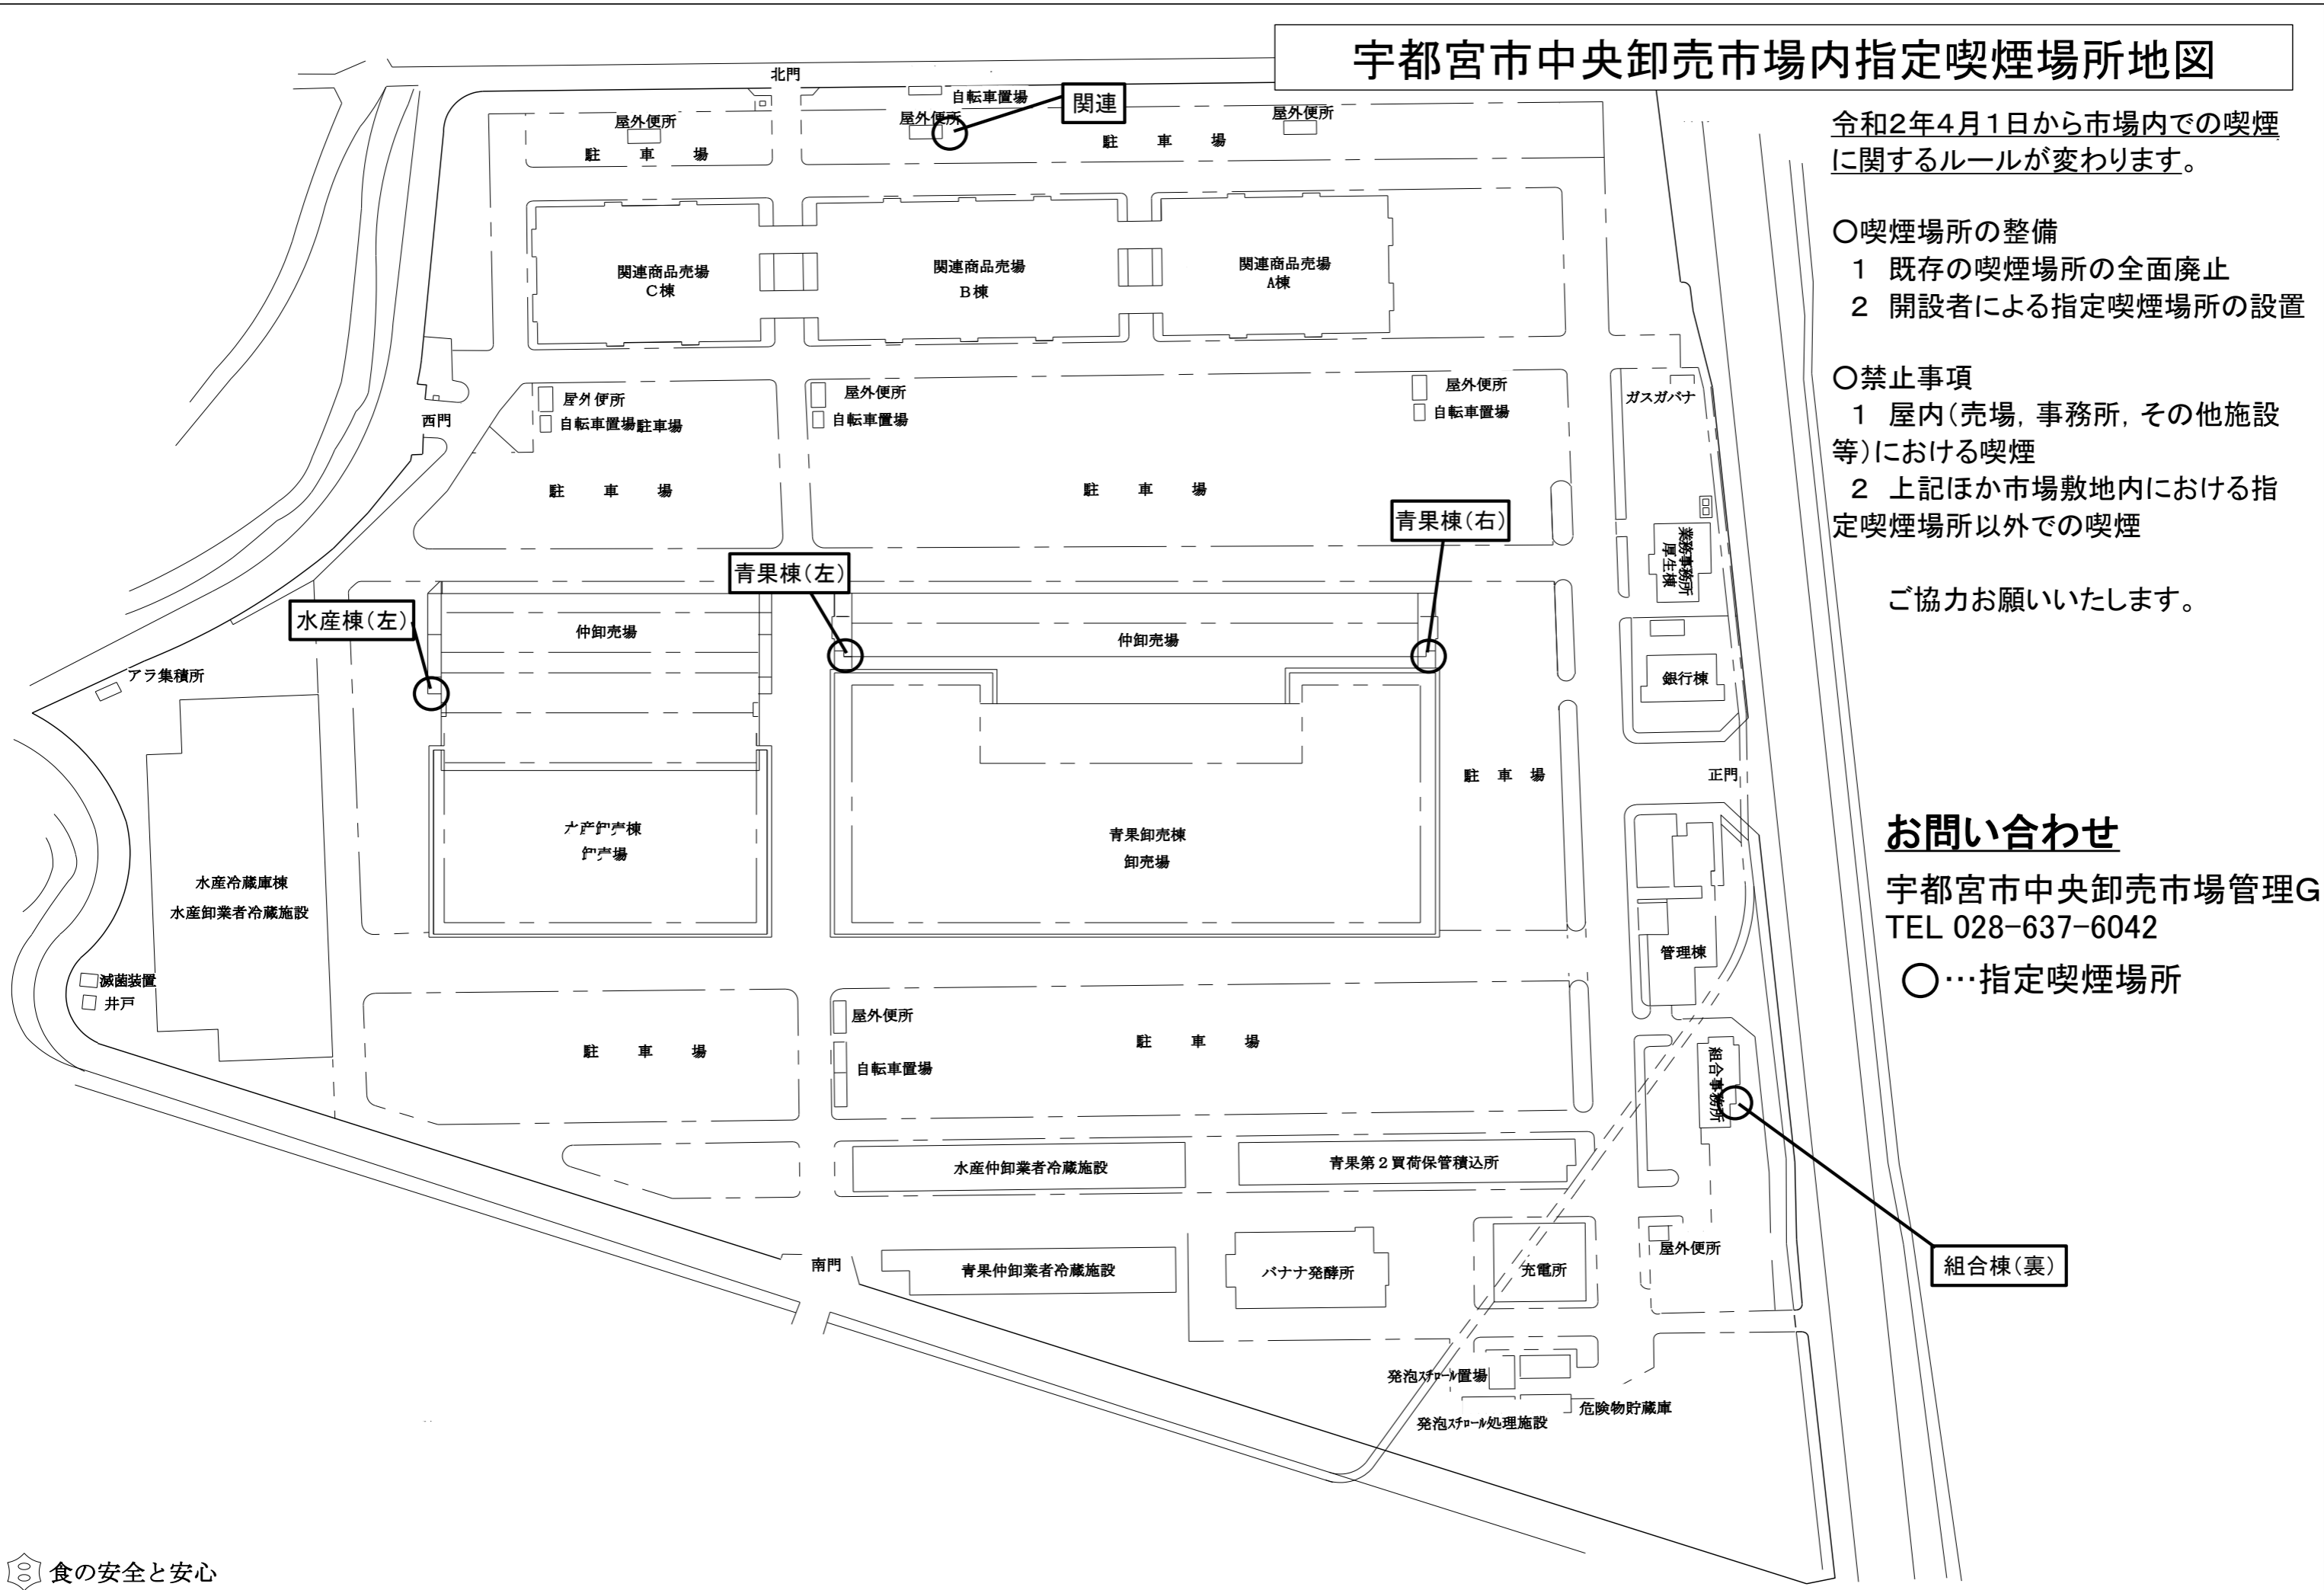 宇都宮市中央卸売市場内指定喫煙場所地図
令和2年4月1日から市場内での喫煙
に関するルールが変わります。
○喫煙場所の整備
1 既存の喫煙場所の全面廃止
2 開設者による指定喫煙場所の設置
○禁止事項
1 屋内(売場,事務所,その他施設
等)における喫煙
2 上記ほか市場敷地内における指
定喫煙場所以外での喫煙
ご協力お願いいたします。
お問い合わせ
宇都宮市中央卸売市場管理G
TEL 028-637-6042
○…指定喫煙場所
北門
自転車置場
関連
屋外便所
屋外便所
屋外便所
駐車場
駐車場
関連商品売場
C棟
関連商品売場
B棟
関連商品売場
A棟
西門
屋外便所
自転車置場駐車場
屋外便所
自転車置場
屋外便所
自転車置場
ガスガバナ
駐車場
駐車場
青果棟(右)
業務事務所
厚生棟
青果棟(左)
水産棟(左)
仲卸売場
仲卸売場
アラ集積所
銀行棟
駐車場
正門
水産卸売棟
卸売場
青果卸売棟
卸売場
水産冷蔵庫棟
水産卸業者冷蔵施設
管理棟
滅菌装置
井戸
屋外便所
駐車場
駐車場
自転車置場
組合事務所
水産仲卸業者冷蔵施設
青果第2買荷保管積込所
南門
青果仲卸業者冷蔵施設
バナナ発酵所
充電所
屋外便所
組合棟(裏)
発泡スチロール置場
危険物貯蔵庫
発泡スチロール処理施設
食の安全と安心